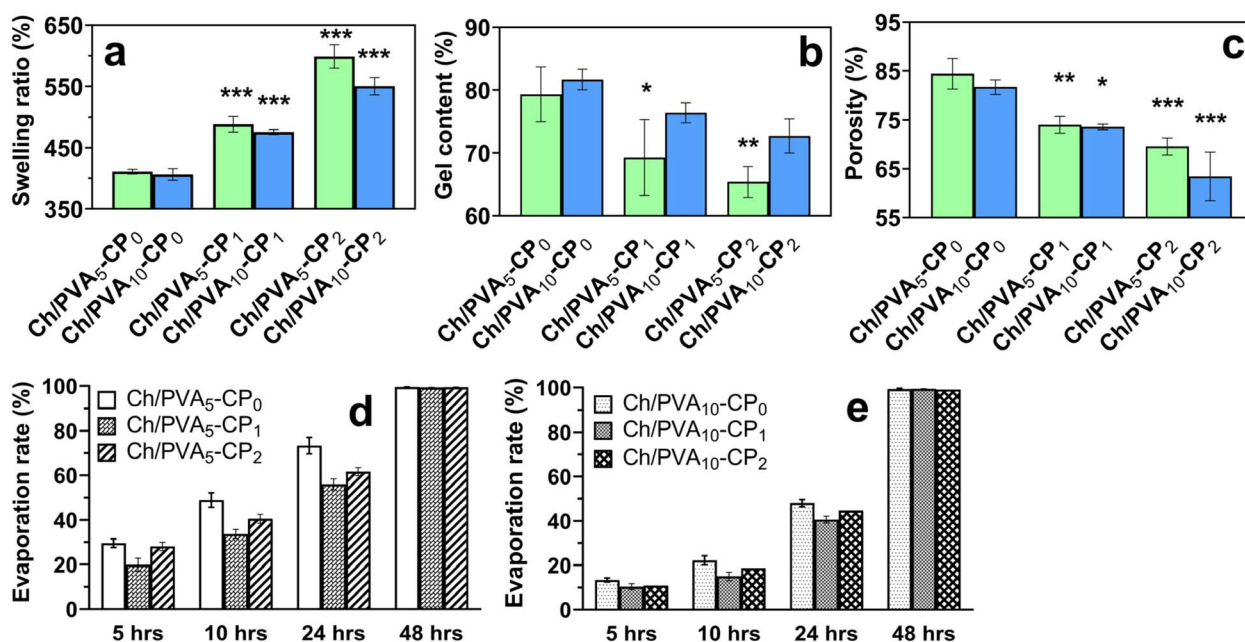 a
Swelling ratio (%)
650
550
450
350
***
***
***
***
Ch/PVA₅-CP₀
Ch/PVA₁₀-CP₀
Ch/PVA₅-CP₁
Ch/PVA₁₀-CP₁
Ch/PVA₅-CP₂
Ch/PVA₁₀-CP₂
b
Gel content (%)
90
80
70
60
*
**
Ch/PVA₅-CP₀
Ch/PVA₁₀-CP₀
Ch/PVA₅-CP₁
Ch/PVA₁₀-CP₁
Ch/PVA₅-CP₂
Ch/PVA₁₀-CP₂
c
Porosity (%)
95
85
75
65
55
**
*
***
***
Ch/PVA₅-CP₀
Ch/PVA₁₀-CP₀
Ch/PVA₅-CP₁
Ch/PVA₁₀-CP₁
Ch/PVA₅-CP₂
Ch/PVA₁₀-CP₂
d
Evaporation rate (%)
100
80
60
40
20
0
Ch/PVA₅-CP₀
Ch/PVA₅-CP₁
Ch/PVA₅-CP₂
5 hrs 10 hrs 24 hrs 48 hrs
e
Evaporation rate (%)
100
80
60
40
20
0
Ch/PVA₁₀-CP₀
Ch/PVA₁₀-CP₁
Ch/PVA₁₀-CP₂
5 hrs 10 hrs 24 hrs 48 hrs